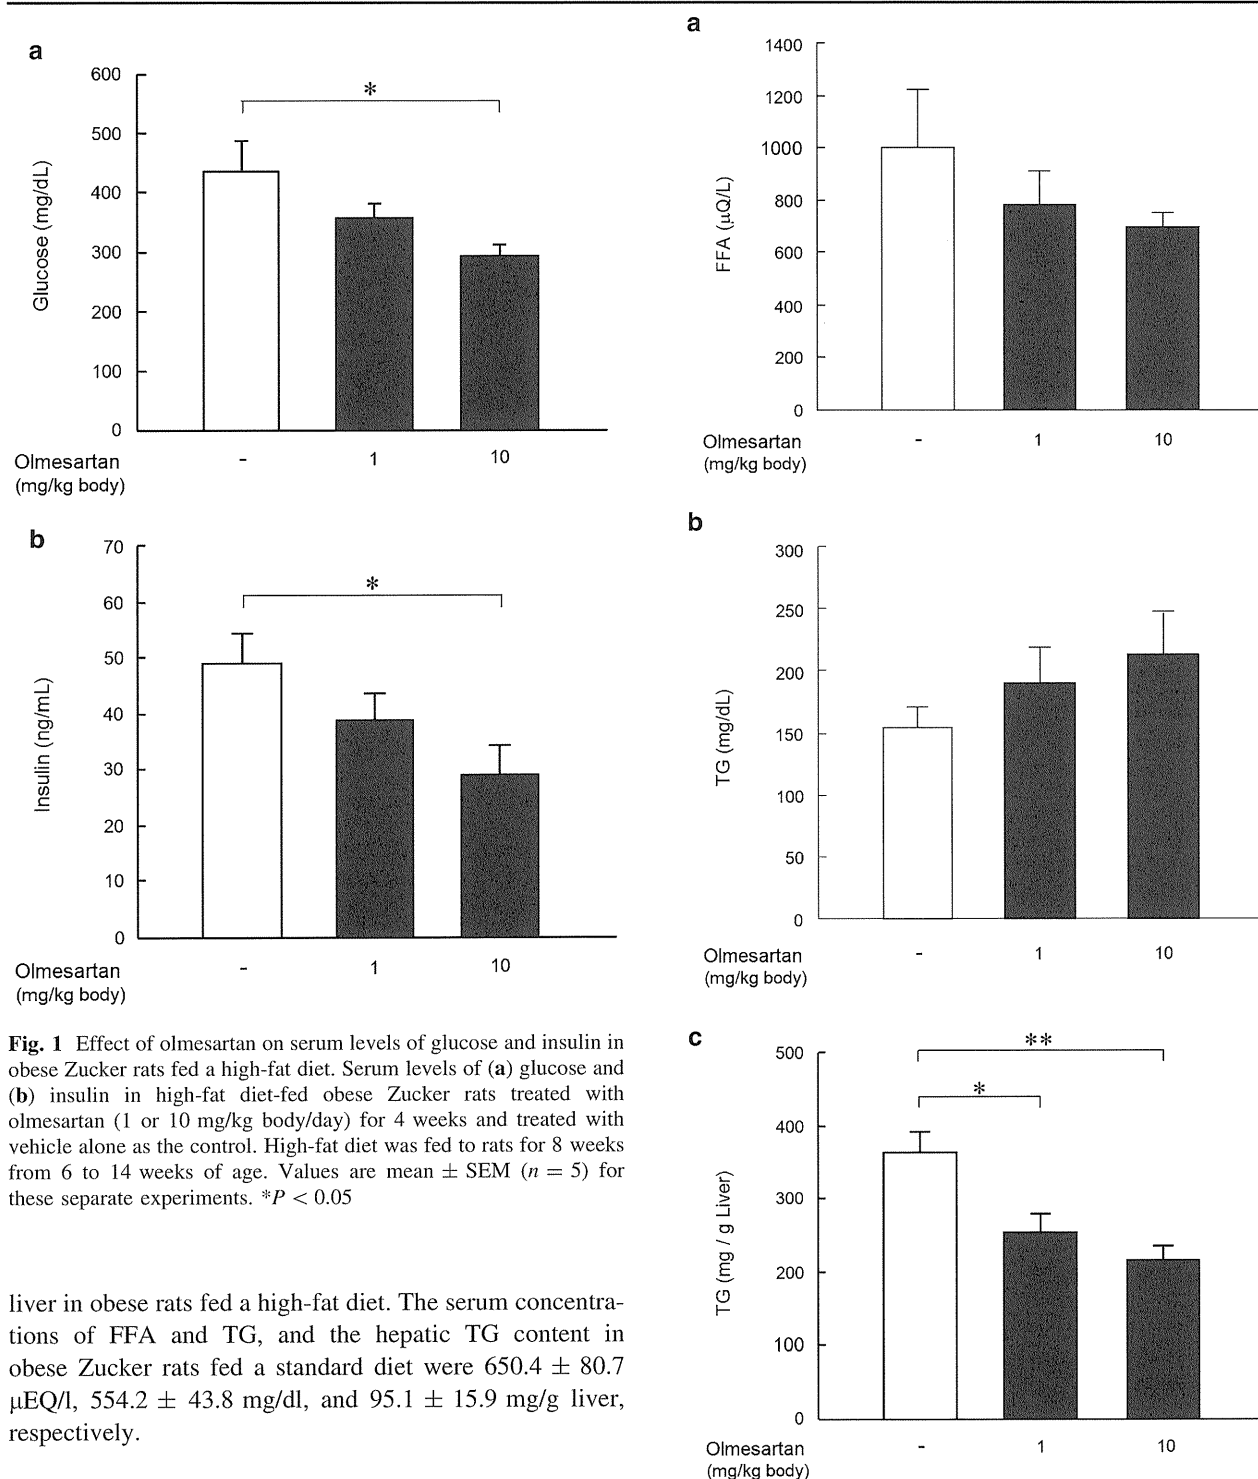 a
600
500
400
300
200
100
0
Glucose (mg/dL)
*
Olmesartan
(mg/kg body)
-
1
10
b
70
60
50
40
30
20
10
0
Insulin (ng/mL)
*
Olmesartan
(mg/kg body)
-
1
10
Fig. 1 Effect of olmesartan on serum levels of glucose and insulin in
obese Zucker rats fed a high-fat diet. Serum levels of (a) glucose and
(b) insulin in high-fat diet-fed obese Zucker rats treated with
olmesartan (1 or 10 mg/kg body/day) for 4 weeks and treated with
vehicle alone as the control. High-fat diet was fed to rats for 8 weeks
from 6 to 14 weeks of age. Values are mean ± SEM (n = 5) for
these separate experiments. *P < 0.05
liver in obese rats fed a high-fat diet. The serum concentra-
tions of FFA and TG, and the hepatic TG content in
obese Zucker rats fed a standard diet were 650.4 ± 80.7
μEQ/l, 554.2 ± 43.8 mg/dl, and 95.1 ± 15.9 mg/g liver,
respectively.
a
1400
1200
1000
800
600
400
200
0
FFA (μQ/L)
Olmesartan
(mg/kg body)
-
1
10
b
300
250
200
150
100
50
0
TG (mg/dL)
Olmesartan
(mg/kg body)
-
1
10
c
500
400
300
200
100
0
TG (mg / g Liver)
**
*
Olmesartan
(mg/kg body)
-
1
10